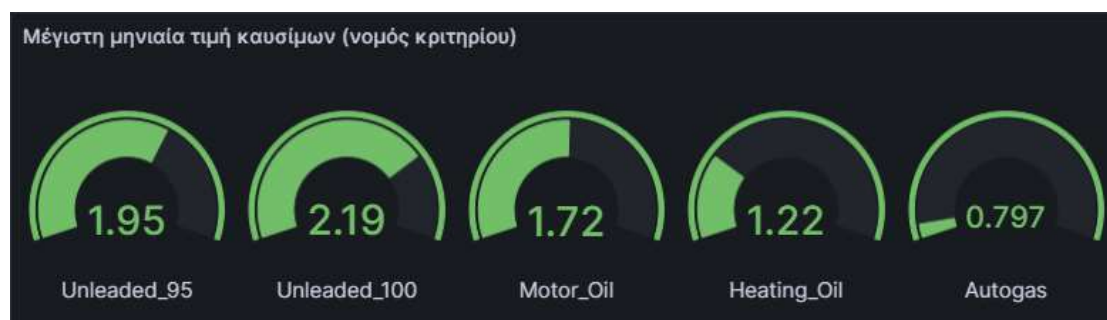 Μέγιστη μηνιαία τιμή καυσίμων (νομός κριτηρίου)
1.95 2.19 1.72 1.22 0.797
Unleaded_95 Unleaded_100 Motor_Oil Heating_Oil Autogas